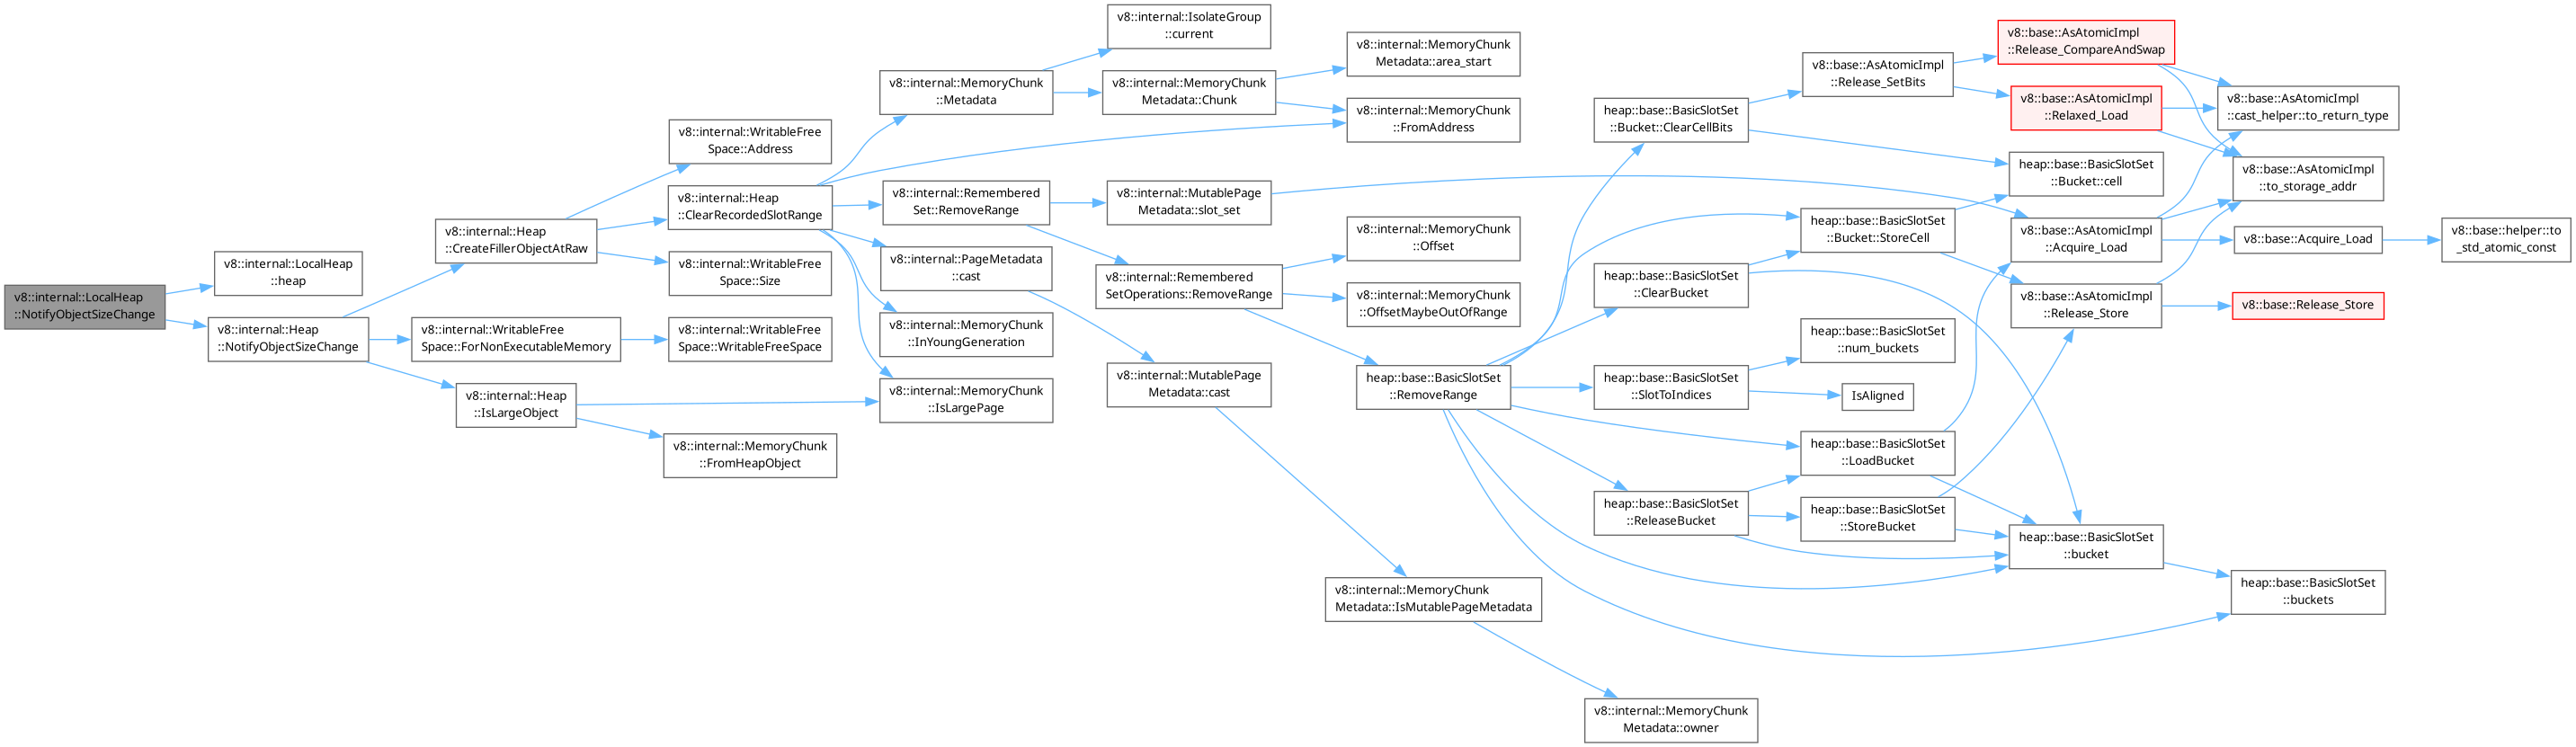 v8::internal::LocalHeap
::NotifyObjectSizeChange
v8::internal::LocalHeap
::heap
v8::internal::Heap
::NotifyObjectSizeChange
v8::internal::Heap
::CreateFillerObjectAtRaw
v8::internal::WritableFree
Space::ForNonExecutableMemory
v8::internal::Heap
::IsLargeObject
v8::internal::WritableFree
Space::Address
v8::internal::Heap
::ClearRecordedSlotRange
v8::internal::WritableFree
Space::Size
v8::internal::WritableFree
Space::WritableFreeSpace
v8::internal::MemoryChunk
::FromHeapObject
v8::internal::MemoryChunk
::Metadata
v8::internal::Remembered
Set::RemoveRange
v8::internal::PageMetadata
::cast
v8::internal::MemoryChunk
::InYoungGeneration
v8::internal::MemoryChunk
::IsLargePage
v8::internal::IsolateGroup
::current
v8::internal::MemoryChunk
Metadata::Chunk
v8::internal::MutablePage
Metadata::slot_set
v8::internal::Remembered
SetOperations::RemoveRange
v8::internal::MutablePage
Metadata::cast
v8::internal::MemoryChunk
Metadata::area_start
v8::internal::MemoryChunk
::FromAddress
v8::internal::MemoryChunk
::Offset
v8::internal::MemoryChunk
::OffsetMaybeOutOfRange
heap::base::BasicSlotSet
::RemoveRange
v8::internal::MemoryChunk
Metadata::IsMutablePageMetadata
heap::base::BasicSlotSet
::Bucket::ClearCellBits
heap::base::BasicSlotSet
::ClearBucket
heap::base::BasicSlotSet
::SlotToIndices
heap::base::BasicSlotSet
::ReleaseBucket
v8::internal::MemoryChunk
Metadata::owner
v8::base::AsAtomicImpl
::Release_SetBits
heap::base::BasicSlotSet
::Bucket::StoreCell
heap::base::BasicSlotSet
::num_buckets
IsAligned
heap::base::BasicSlotSet
::LoadBucket
heap::base::BasicSlotSet
::StoreBucket
v8::base::AsAtomicImpl
::Release_CompareAndSwap
v8::base::AsAtomicImpl
::Relaxed_Load
heap::base::BasicSlotSet
::Bucket::cell
v8::base::AsAtomicImpl
::Acquire_Load
v8::base::AsAtomicImpl
::Release_Store
heap::base::BasicSlotSet
::bucket
v8::base::AsAtomicImpl
::cast_helper::to_return_type
v8::base::AsAtomicImpl
::to_storage_addr
v8::base::Acquire_Load
v8::base::Release_Store
heap::base::BasicSlotSet
::buckets
v8::base::helper::to
_std_atomic_const